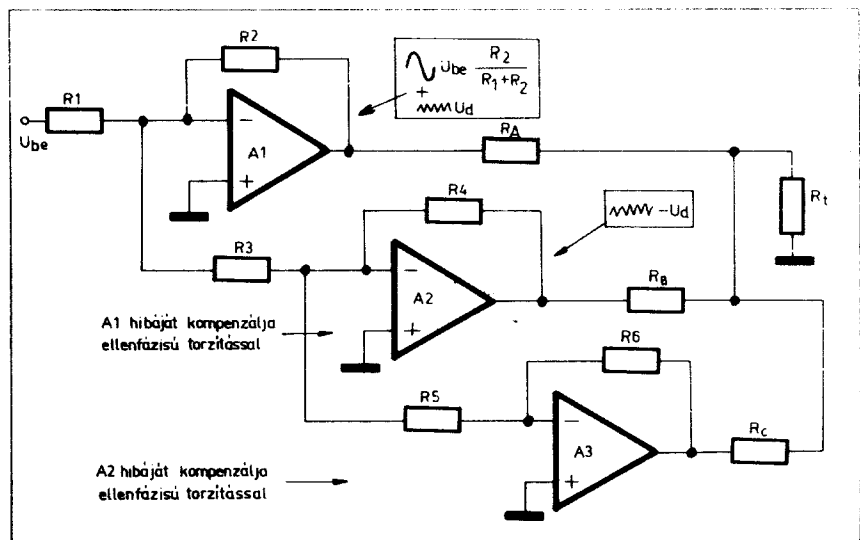 R2
R1
U be
−
+
A1
Ube R2
R1+R2
+
Ud
RA
Rt
R3
R4
−
+
A2
−Ud
RB
A1 hibáját kompenzálja
ellenfázisú torzítással
R5
R6
−
+
A3
Rc
A2 hibáját kompenzálja
ellenfázisú torzítással